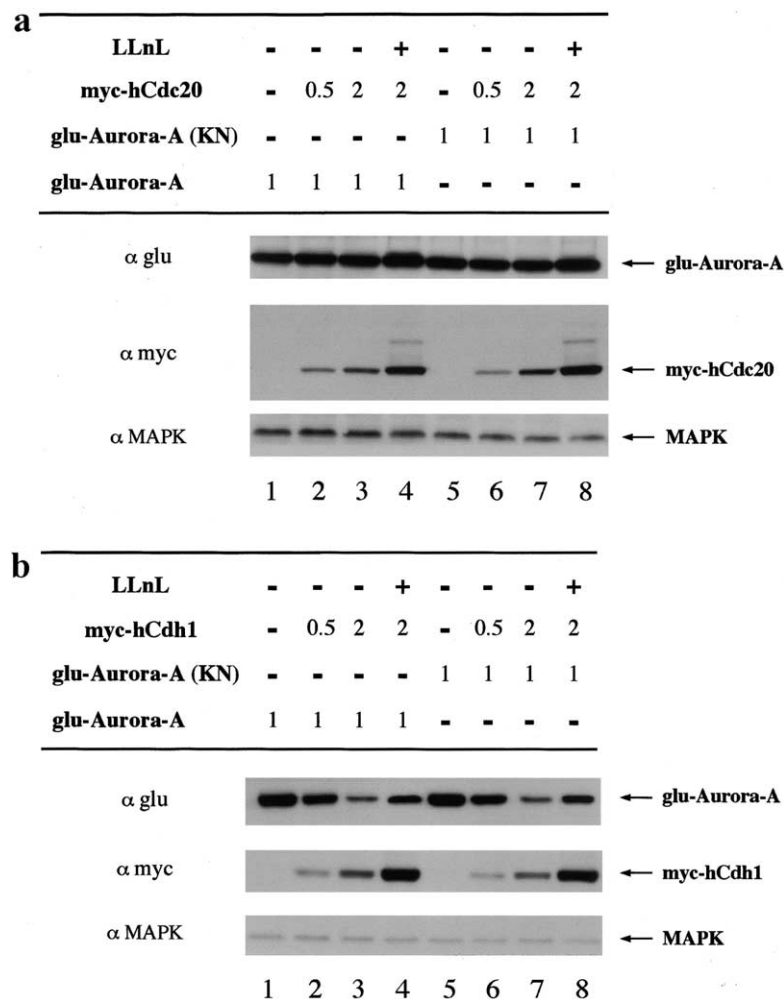 a
LLnL - - - + - - - +
myc-hCdc20 - 0.5 2 2 - 0.5 2 2
glu-Aurora-A (KN) - - - - 1 1 1 1
glu-Aurora-A 1 1 1 1 - - - -
α glu ← glu-Aurora-A
α myc ← myc-hCdc20
α MAPK ← MAPK
1 2 3 4 5 6 7 8
b
LLnL - - - + - - - +
myc-hCdh1 - 0.5 2 2 - 0.5 2 2
glu-Aurora-A (KN) - - - - 1 1 1 1
glu-Aurora-A 1 1 1 1 - - - -
α glu ← glu-Aurora-A
α myc ← myc-hCdh1
α MAPK ← MAPK
1 2 3 4 5 6 7 8